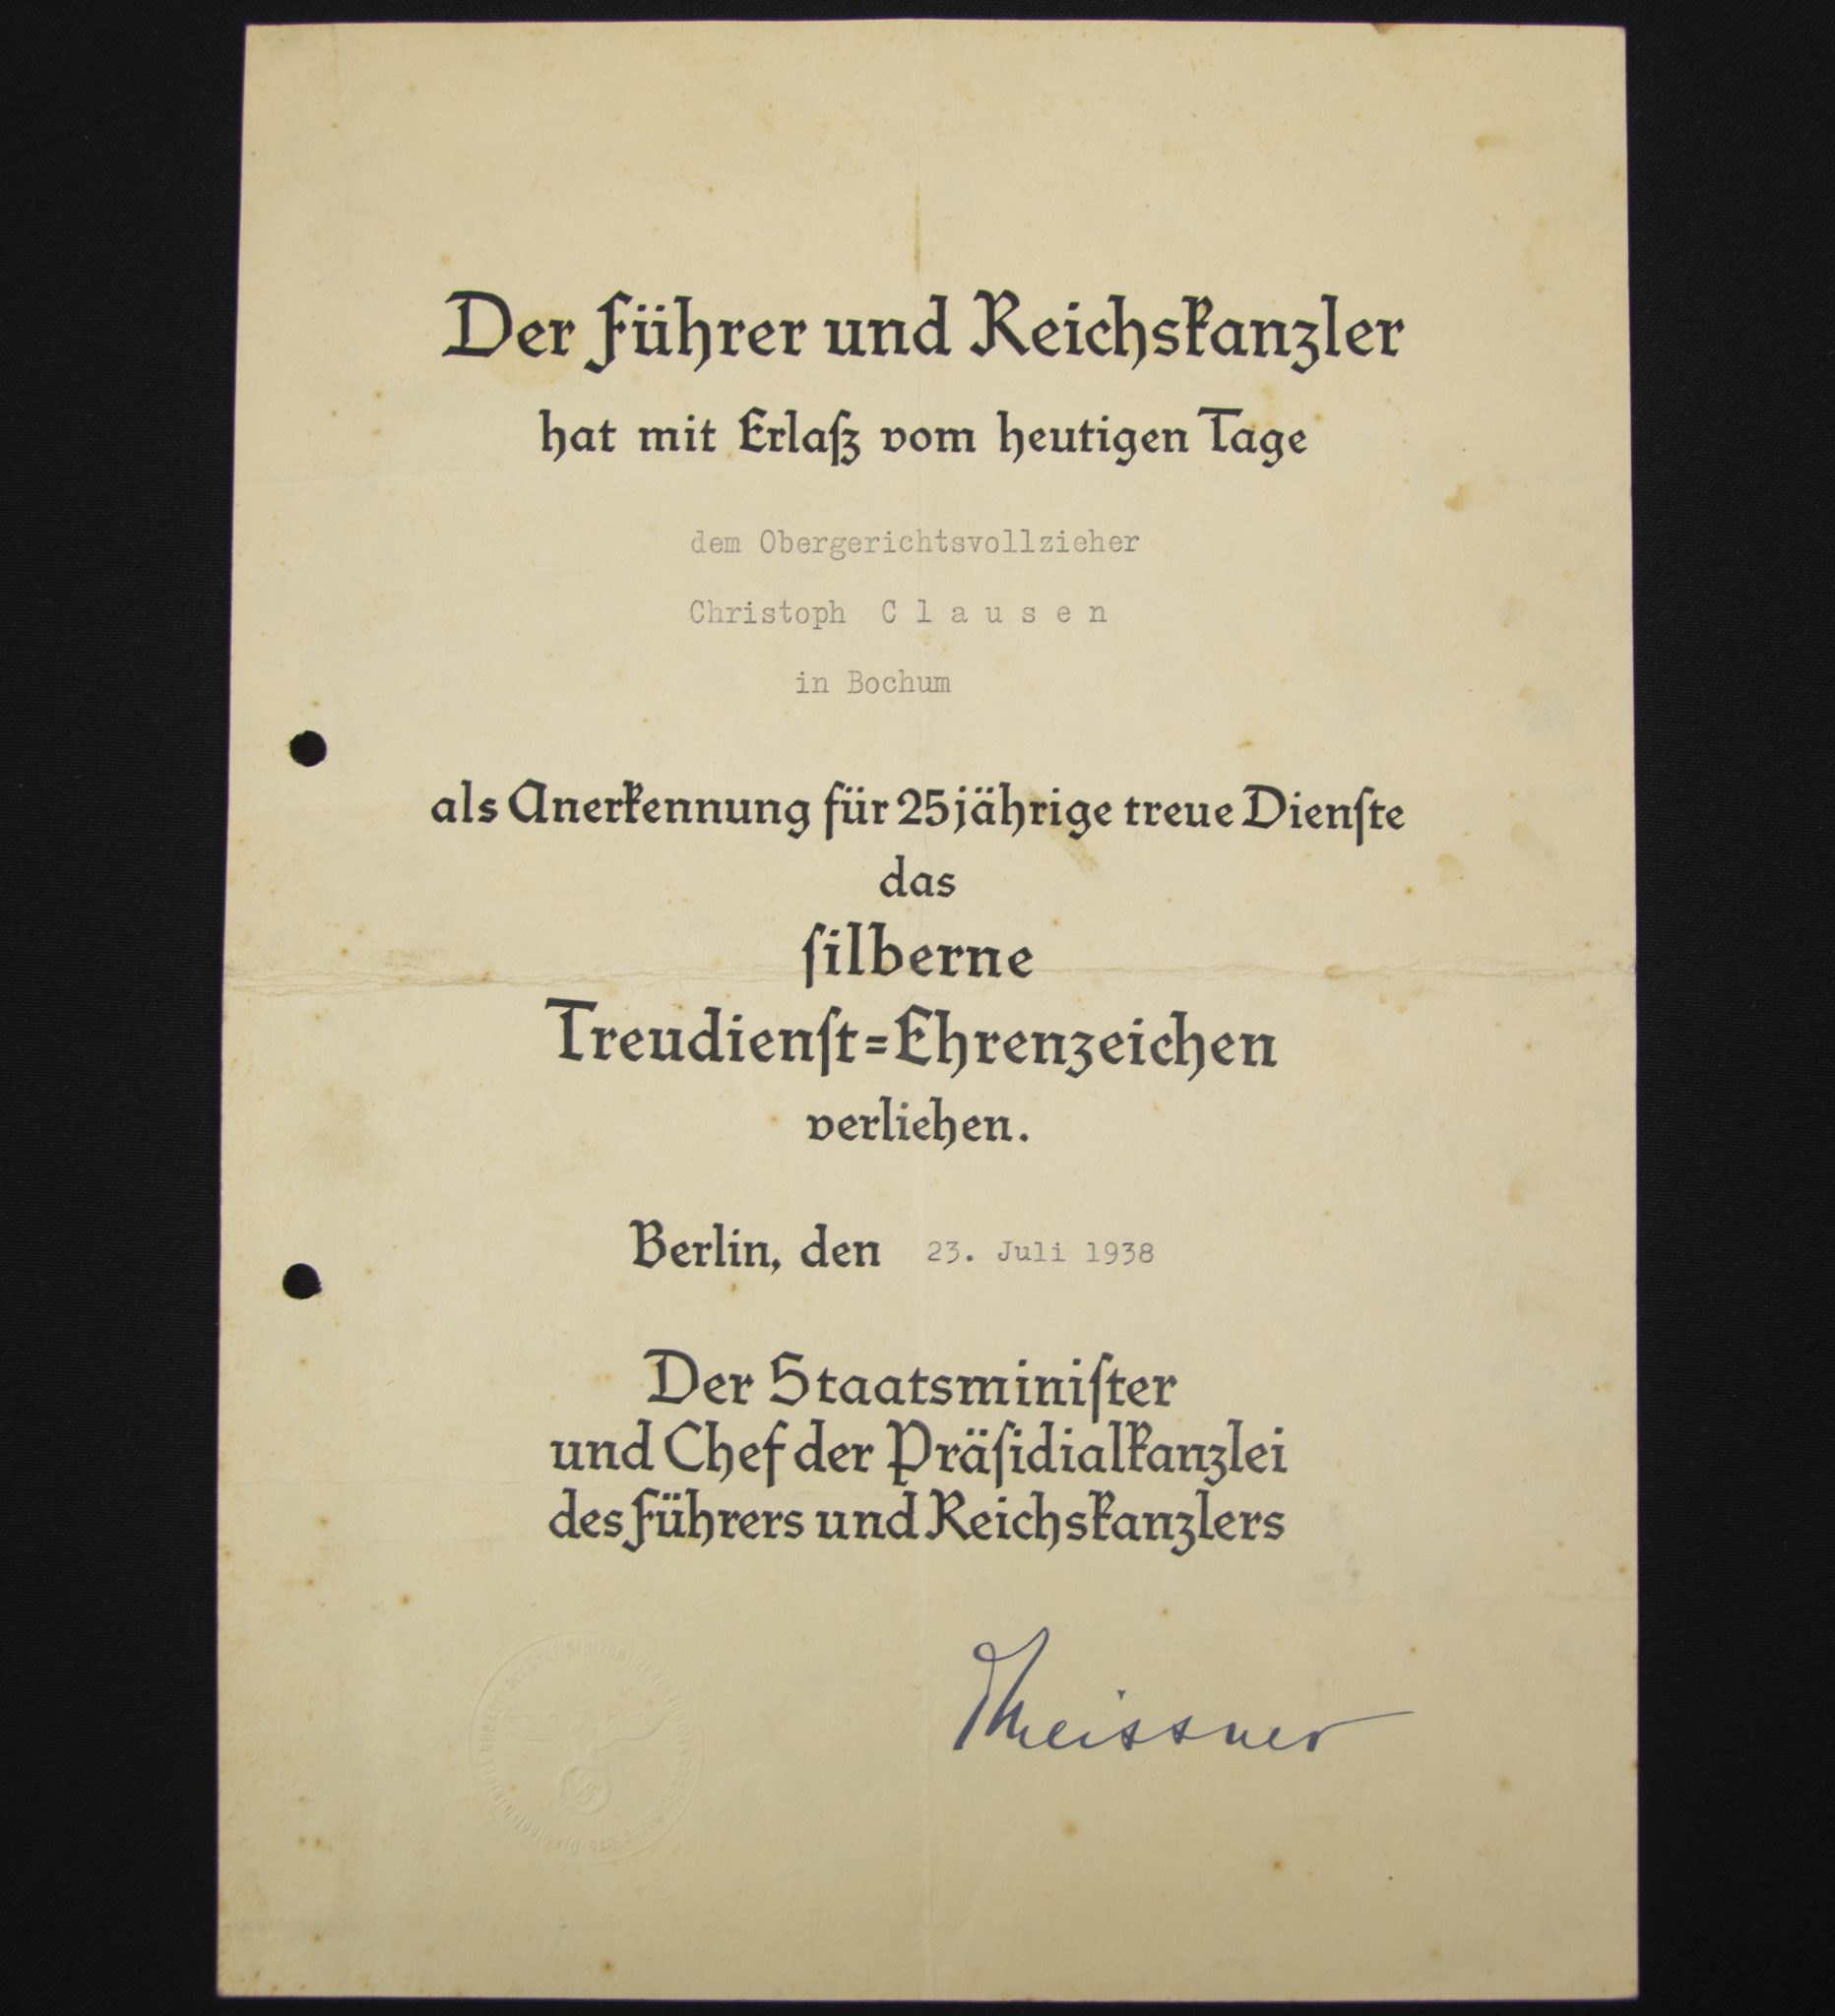 Der Führer und Reichskanzler
hat mit Erlaſz vom heutigen Tage
dem Obergerichtsvollzieher
Christoph C l a u s e n
in Bochum
als Anerkennung für 25jährige treue Dienſte
das
ſilberne
Treudienſt=Ehrenzeichen
verliehen.
Berlin, den 23. Juli 1938
Der Staatsminiſter
und Chef der Präſidialkanzlei
des Führers und Reichskanzlers
Meissner